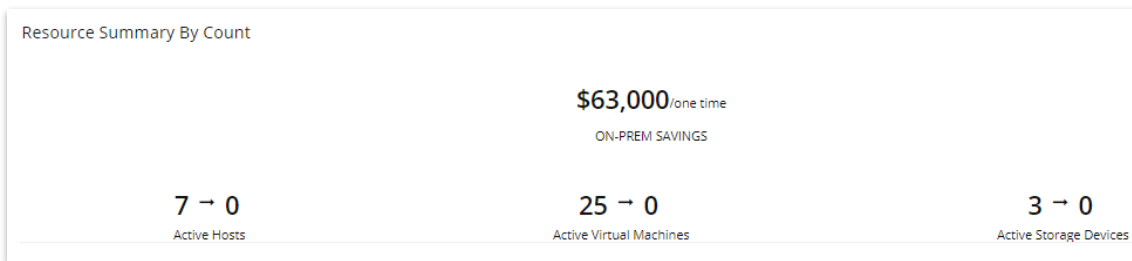 Resource Summary By Count
$63,000/one time
ON-PREM SAVINGS
7 → 0
Active Hosts
25 → 0
Active Virtual Machines
3 → 0
Active Storage Devices